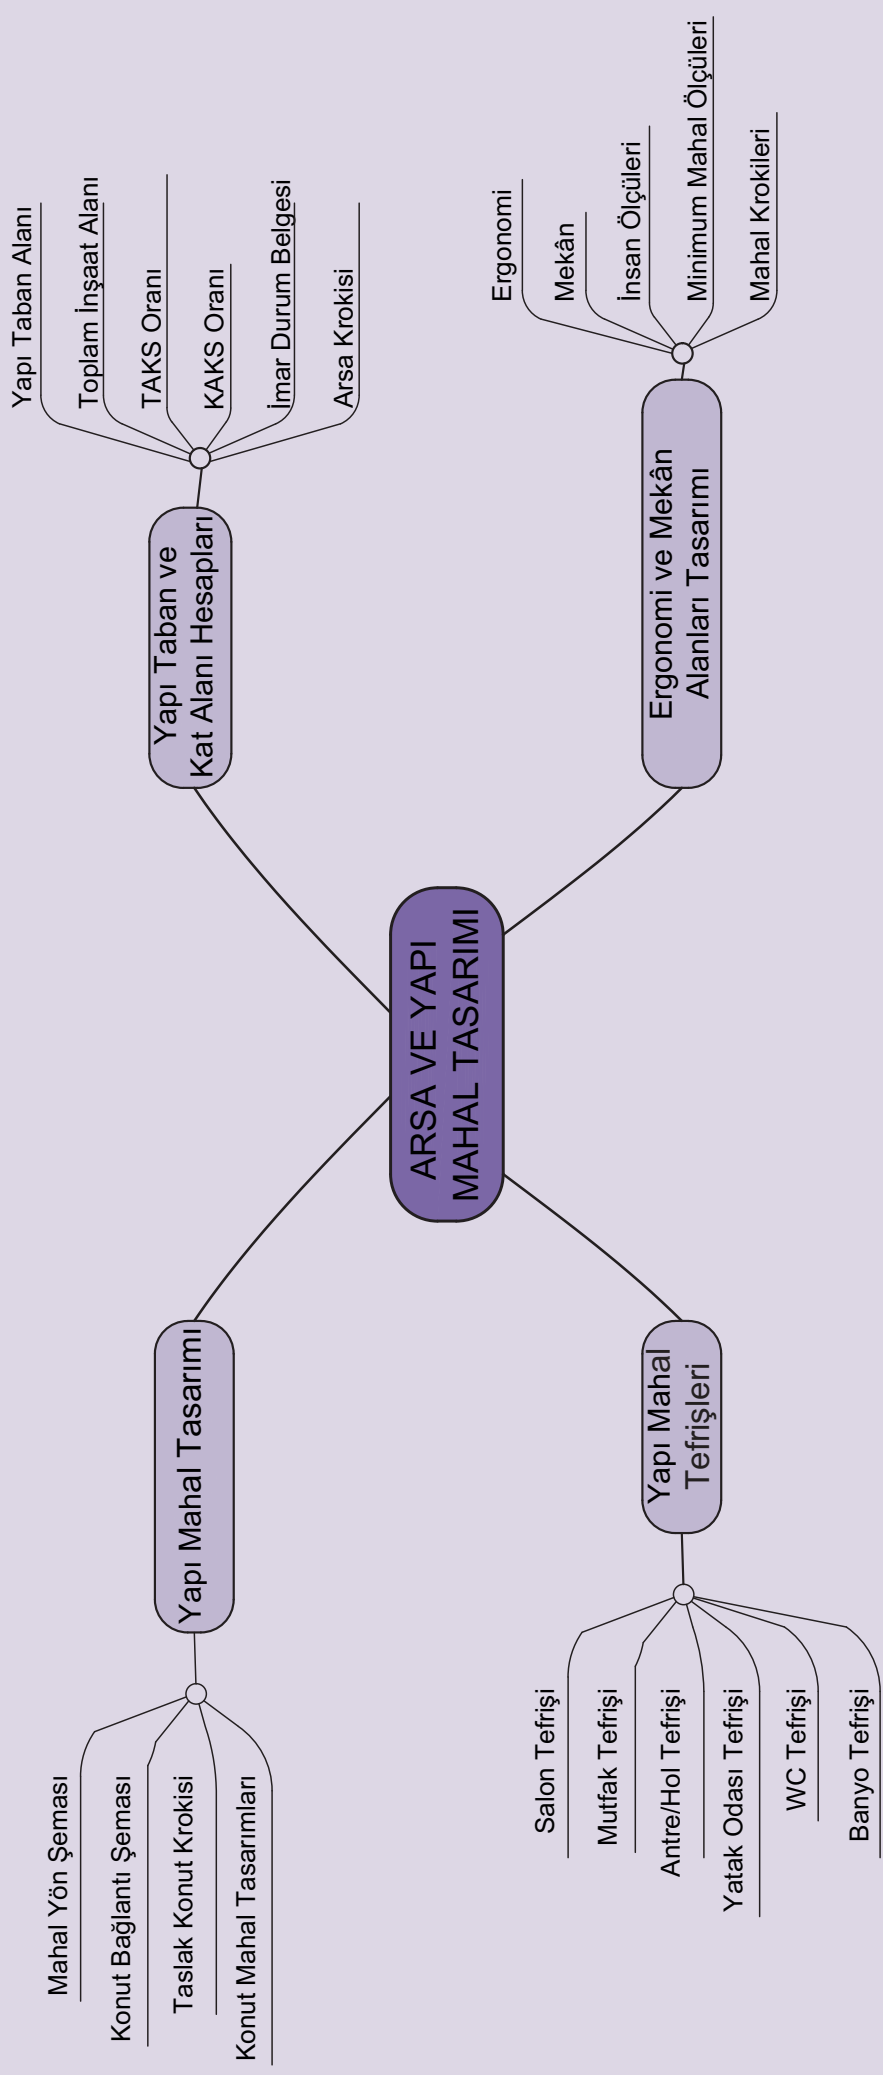 ARSA VE YAPI
MAHAL TASARIMI
Yapı Mahal Tasarımı
Mahal Yön Şeması
Konut Bağlantı Şeması
Taslak Konut Krokisi
Konut Mahal Tasarımları
Yapı Taban ve
Kat Alanı Hesapları
Yapı Taban Alanı
Toplam İnşaat Alanı
TAKS Oranı
KAKS Oranı
İmar Durum Belgesi
Arsa Krokisi
Yapı Mahal
Tefrişleri
Salon Tefrişi
Mutfak Tefrişi
Antre/Hol Tefrişi
Yatak Odası Tefrişi
WC Tefrişi
Banyo Tefrişi
Ergonomi ve Mekân
Alanları Tasarımı
Ergonomi
Mekân
İnsan Ölçüleri
Minimum Mahal Ölçüleri
Mahal Krokileri